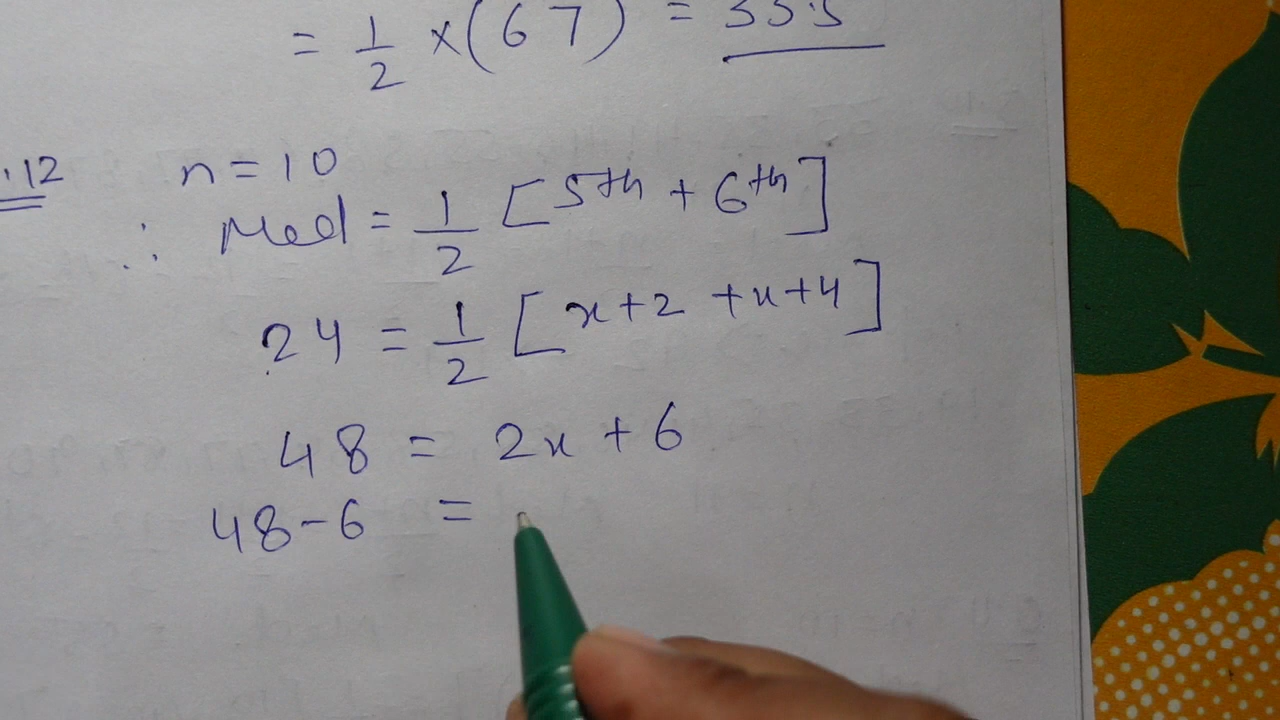 = 1/2 ×(67) = 33.5
.12 n=10
∴ Med = 1/2 [5th + 6th]
24 = 1/2 [x+2 +x+4]
48 = 2x + 6
48-6 =